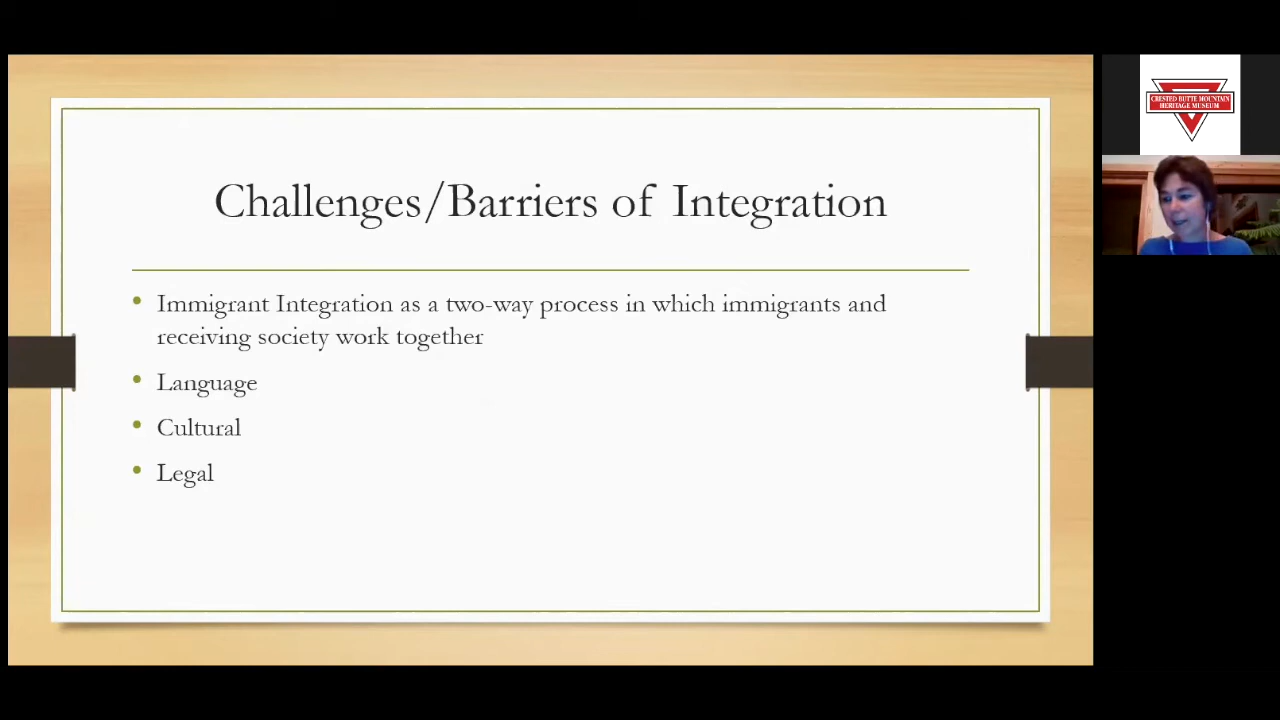 Challenges/Barriers of Integration
Immigrant Integration as a two-way process in which immigrants and
receiving society work together
Language
Cultural
Legal
CRESTED BUTTE MOUNTAIN
HERITAGE MUSEUM